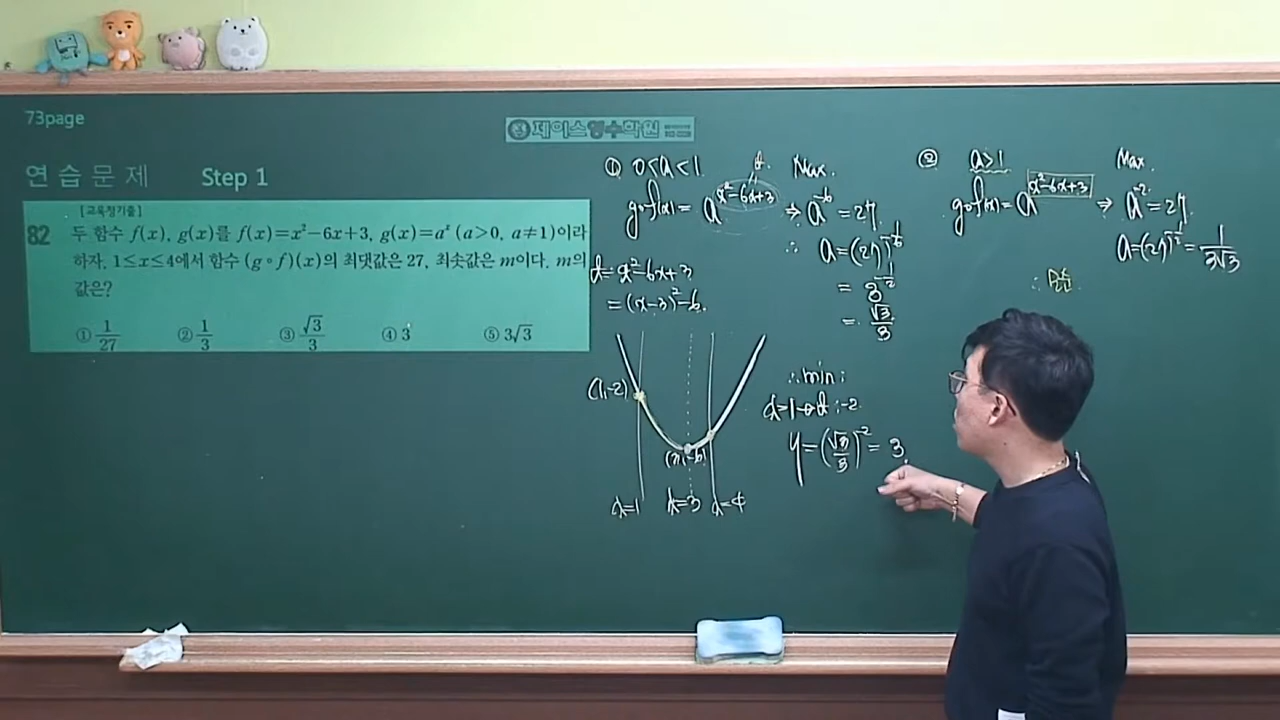 73page
제이스영수학원
연 습 문 제 Step 1
[교육청기출]
82 두 함수 f(x), g(x)를 f(x)=x²-6x+3, g(x)=aˣ (a>0, a≠1)이라
하자. 1≤x≤4에서 함수 (g∘f)(x)의 최댓값은 27, 최솟값은 m이다. m의
값은?
① 1/27 ② 1/3 ③ √3/3 ④ 3 ⑤ 3√3
① 0<a<1. Max.
g∘f(x)= a^(x²-6x+3) ⇒ a^(-6) = 27.
∴ a=(27)^(-1/6)
= 3^(-1/2)
= √3/3
t=x²-6x+3
=(x-3)²-6.
(1,-2)
(3,-6)
x=1 x=3 x=4
∴ min :
x=1→t:-2.
y=(√3/3)^(-2) = 3.
② a>1 Max.
g∘f(x)= a^(x²-6x+3) ⇒ a^(-2) = 27.
a=(27)^(-1/2) = 1/(3√3)